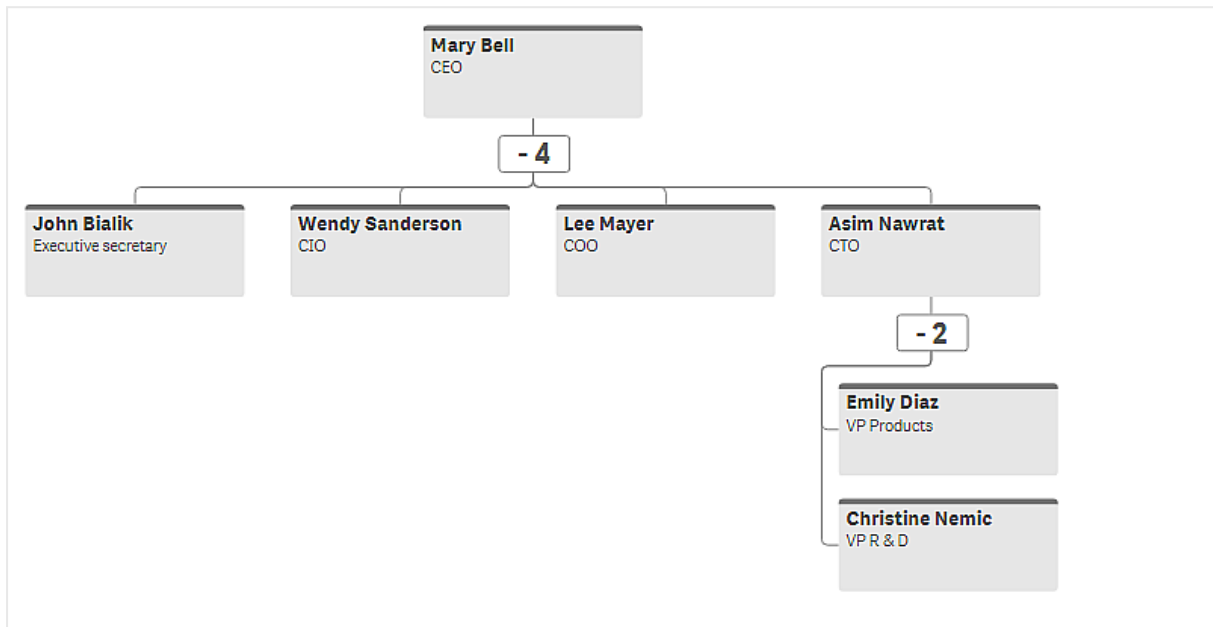 Mary Bell
CEO
- 4
John Bialik
Executive secretary
Wendy Sanderson
CIO
Lee Mayer
COO
Asim Nawrat
CTO
- 2
Emily Diaz
VP Products
Christine Nemic
VP R & D